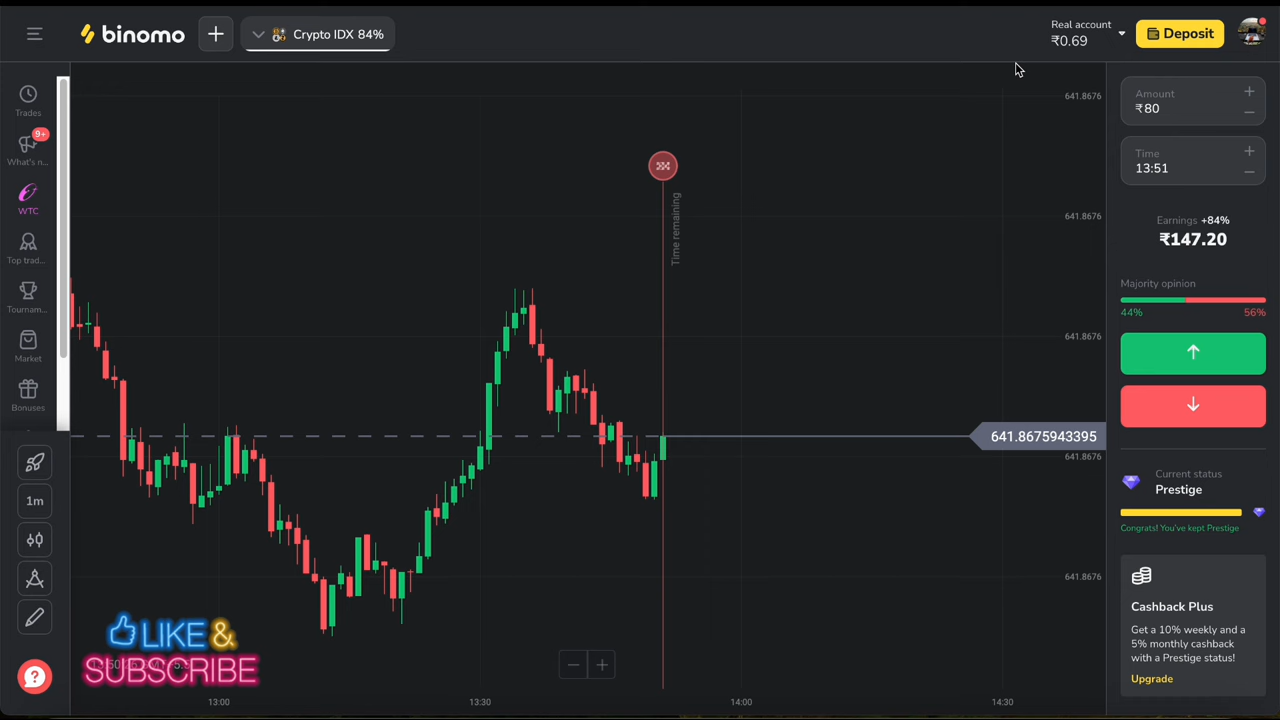 binomo
Crypto IDX 84%
Real account
₹0.69
Deposit
Trades
9+
What's n...
WTC
Top trad...
Tournam...
Market
Bonuses
1m
641.8676
641.8676
641.8676
641.8675943395
641.8676
641.8676
Time remaining
13:00
13:30
14:00
14:30
LIKE &
SUBSCRIBE
Amount
₹80
Time
13:51
Earnings +84%
₹147.20
Majority opinion
44%
56%
Current status
Prestige
Congrats! You've kept Prestige
Cashback Plus
Get a 10% weekly and a
5% monthly cashback
with a Prestige status!
Upgrade